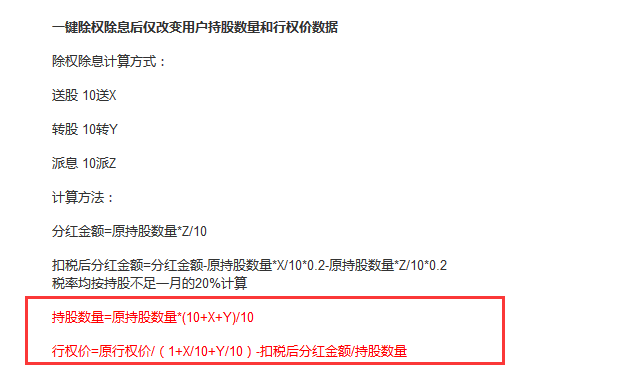 一键除权除息后仅改变用户持股数量和行权价数据
除权除息计算方式：
送股 10送X
转股 10转Y
派息 10派Z
计算方法：
分红金额=原持股数量*Z/10
扣税后分红金额=分红金额-原持股数量*X/10*0.2-原持股数量*Z/10*0.2
税率均按持股不足一月的20%计算
持股数量=原持股数量*(10+X+Y)/10
行权价=原行权价/（1+X/10+Y/10）-扣税后分红金额/持股数量